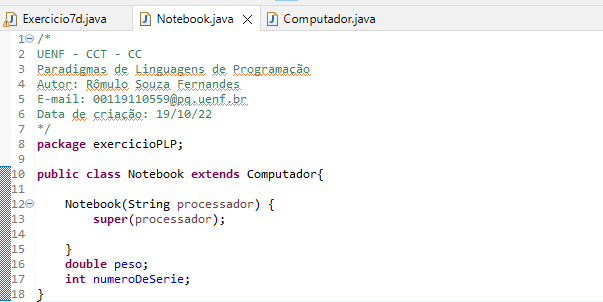 Exercicio7d.java Notebook.java Computador.java
1 /*
2 UENF - CCT - CC
3 Paradigmas de Linguagens de Programação
4 Autor: Rômulo Souza Fernandes
5 E-mail: 00119110559@pq.uenf.br
6 Data de criação: 19/10/22
7 */
8 package exercicioPLP;
9
10 public class Notebook extends Computador{
11
12 Notebook(String processador) {
13 super(processador);
14
15 }
16 double peso;
17 int numeroDeSerie;
18 }